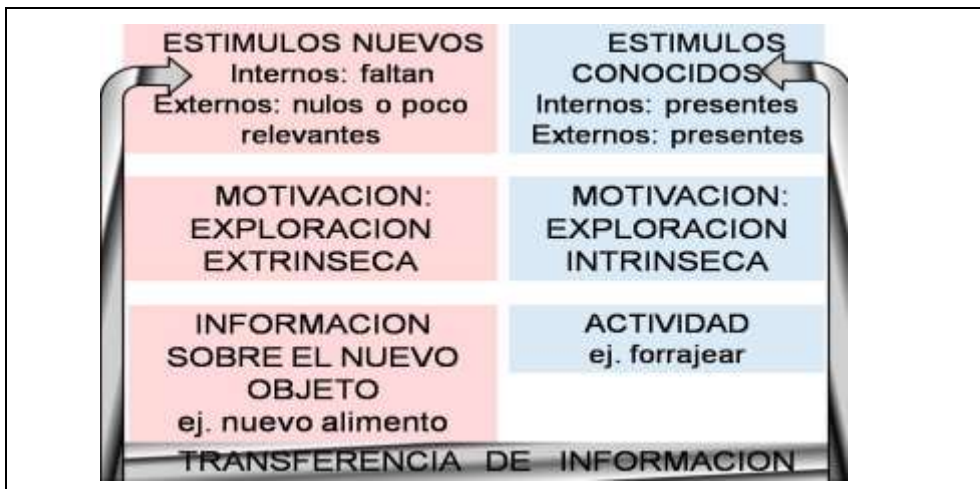 ESTIMULOS NUEVOS
Internos: faltan
Externos: nulos o poco
relevantes
ESTIMULOS
CONOCIDOS
Internos: presentes
Externos: presentes
MOTIVACION:
EXPLORACION
EXTRINSECA
MOTIVACION:
EXPLORACION
INTRINSECA
INFORMACION
SOBRE EL NUEVO
OBJETO
ej. nuevo alimento
ACTIVIDAD
ej. forrajear
TRANSFERENCIA DE INFORMACION